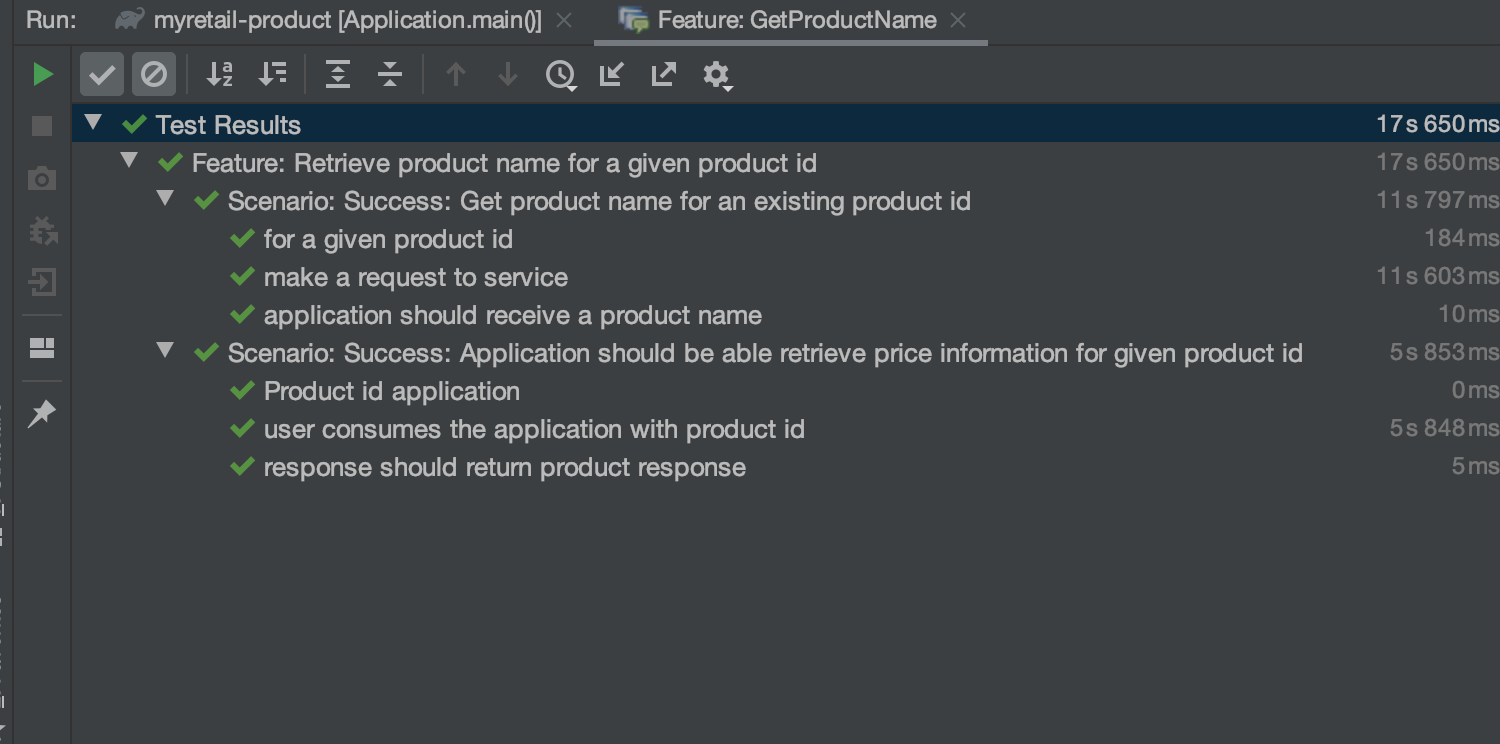 Run: myretail-product [Application.main()] Feature: GetProductName
Test Results 17 s 650 ms
Feature: Retrieve product name for a given product id 17 s 650 ms
Scenario: Success: Get product name for an existing product id 11 s 797 ms
for a given product id 184 ms
make a request to service 11 s 603 ms
application should receive a product name 10 ms
Scenario: Success: Application should be able retrieve price information for given product id 5 s 853 ms
Product id application 0 ms
user consumes the application with product id 5 s 848 ms
response should return product response 5 ms